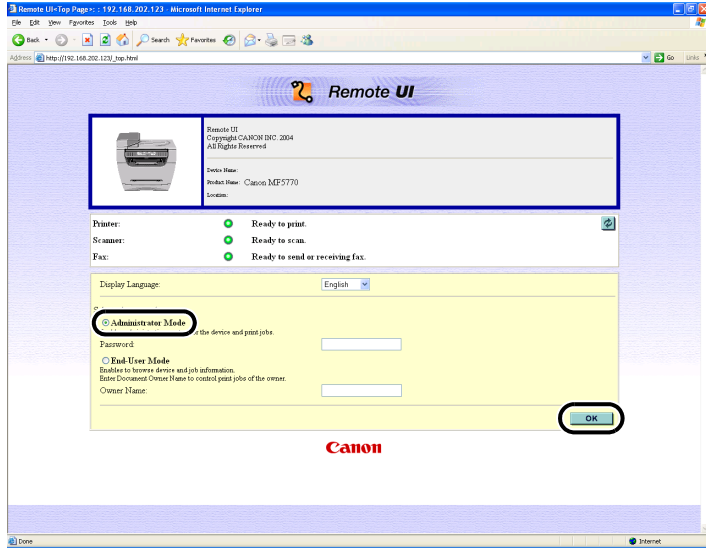 Remote UI<Top Page>: : 192.168.202.123 - Microsoft Internet Explorer
File Edit View Favorites Tools Help
Back Search Favorites
Address http://192.168.202.123/_top.html Go Links
Remote UI
Remote UI
Copyright CANON INC. 2004
All Rights Reserved
Device Name:
Product Name: Canon MF5770
Location:
Printer: Ready to print.
Scanner: Ready to scan.
Fax: Ready to send or receiving fax.
Display Language: English
Administrator Mode
the device and print jobs.
Password:
End-User Mode
Enables to browse device and job information.
Enter Document Owner Name to control print jobs of the owner.
Owner Name:
OK
Canon
Done Internet